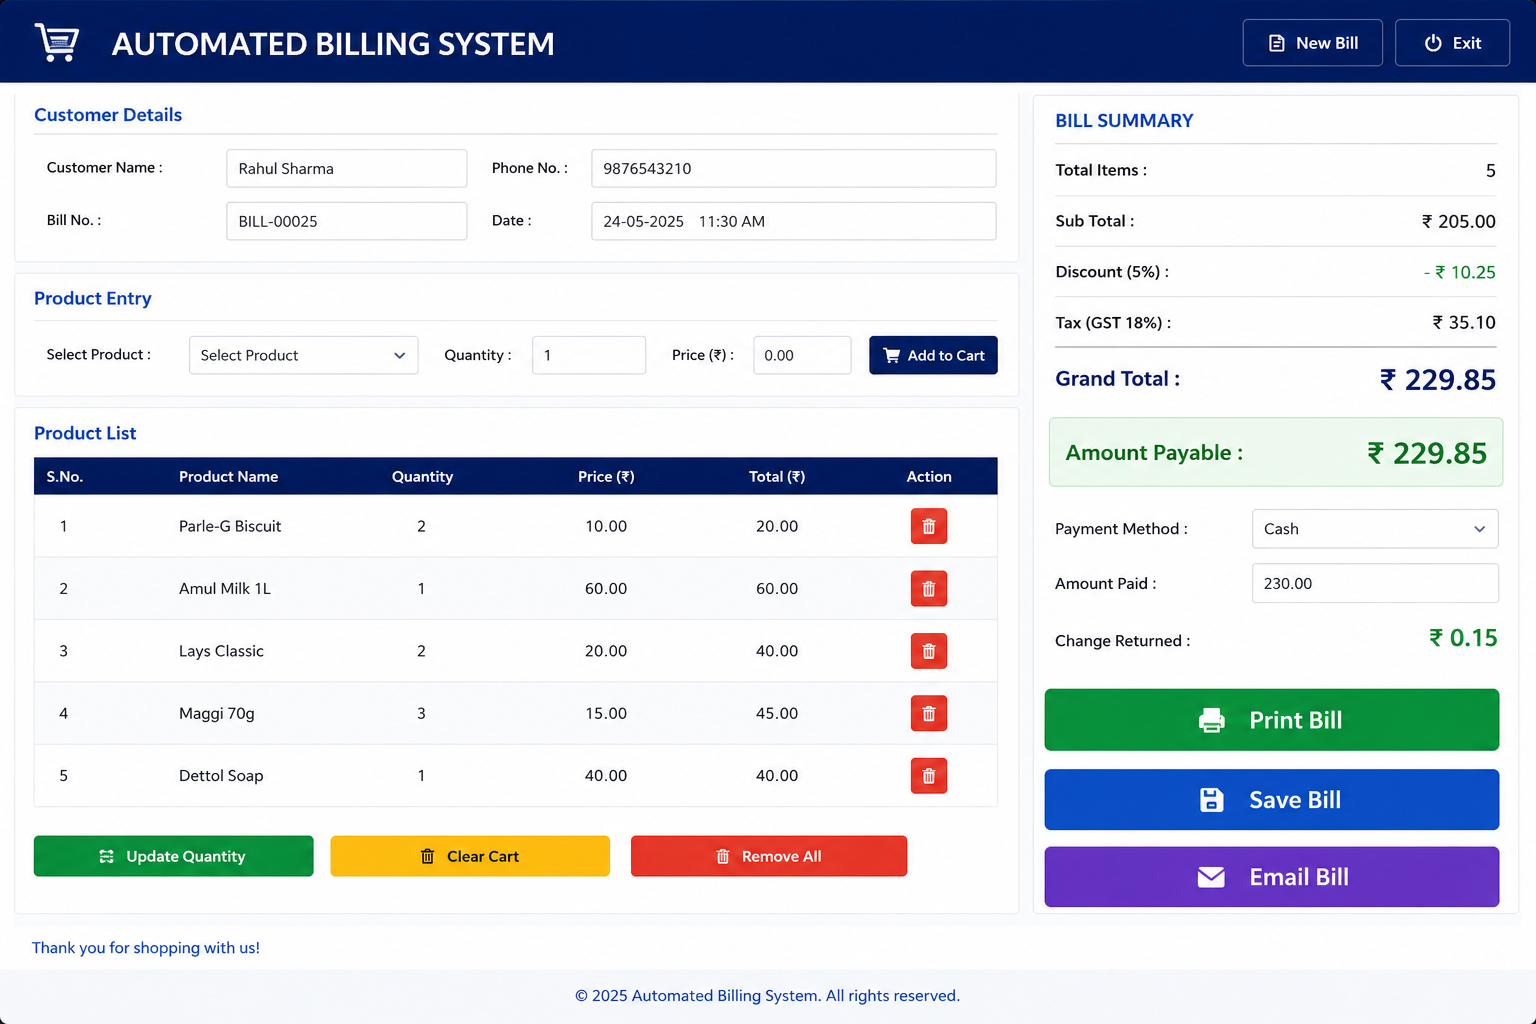 AUTOMATED BILLING SYSTEM
New Bill
Exit
Customer Details
Customer Name : Rahul Sharma Phone No. : 9876543210
Bill No. : BILL-00025 Date : 24-05-2025 11:30 AM
Product Entry
Select Product : Select Product Quantity : 1 Price (₹) : 0.00 Add to Cart
Product List
S.No. Product Name Quantity Price (₹) Total (₹) Action
1 Parle-G Biscuit 2 10.00 20.00
2 Amul Milk 1L 1 60.00 60.00
3 Lays Classic 2 20.00 40.00
4 Maggi 70g 3 15.00 45.00
5 Dettol Soap 1 40.00 40.00
Update Quantity Clear Cart Remove All
BILL SUMMARY
Total Items : 5
Sub Total : ₹ 205.00
Discount (5%) : - ₹ 10.25
Tax (GST 18%) : ₹ 35.10
Grand Total : ₹ 229.85
Amount Payable : ₹ 229.85
Payment Method : Cash
Amount Paid : 230.00
Change Returned : ₹ 0.15
Print Bill
Save Bill
Email Bill
Thank you for shopping with us!
© 2025 Automated Billing System. All rights reserved.